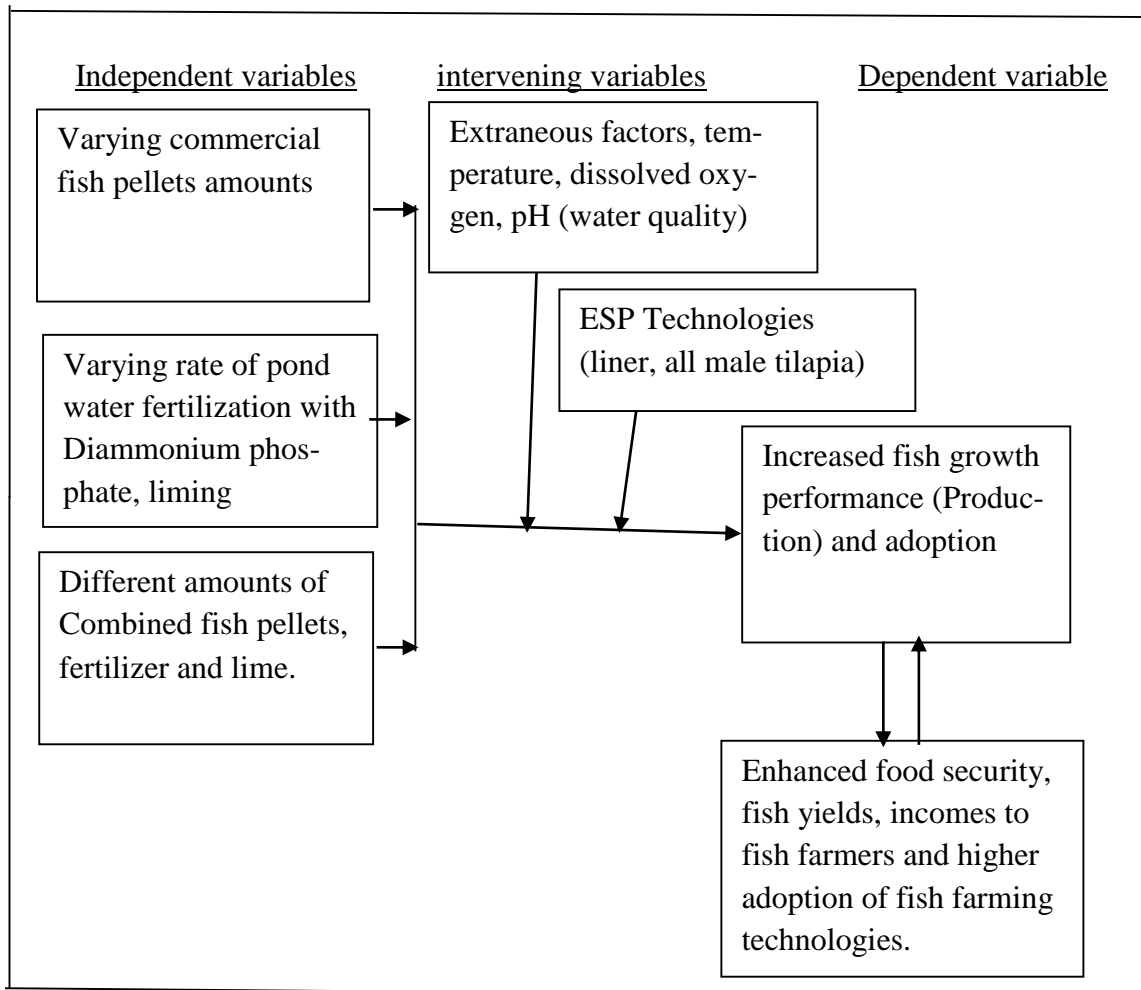 Independent variables
intervening variables
Dependent variable
Varying commercial
fish pellets amounts
Extraneous factors, tem-
perature, dissolved oxy-
gen, pH (water quality)
ESP Technologies
(liner, all male tilapia)
Varying rate of pond
water fertilization with
Diammonium phos-
phate, liming
Increased fish growth
performance (Produc-
tion) and adoption
Different amounts of
Combined fish pellets,
fertilizer and lime.
Enhanced food security,
fish yields, incomes to
fish farmers and higher
adoption of fish farming
technologies.